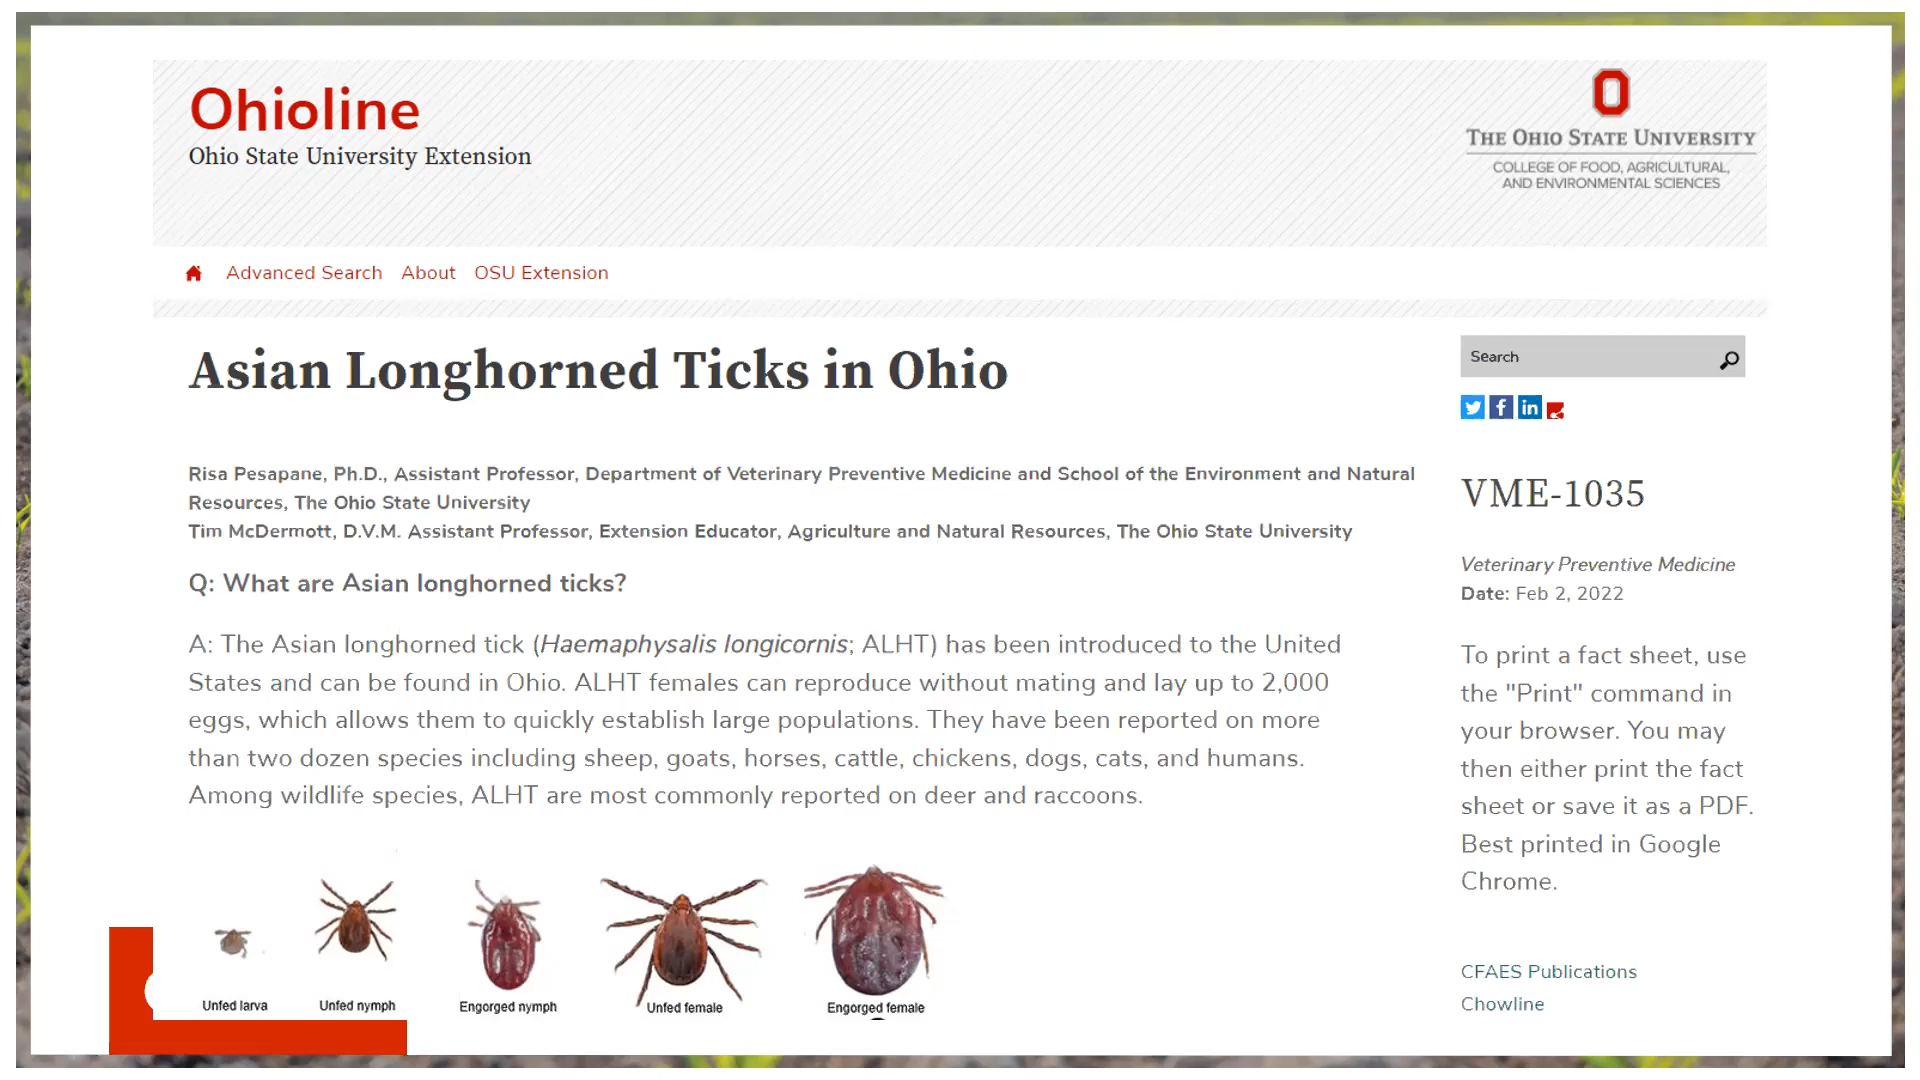 Ohioline
Ohio State University Extension
THE OHIO STATE UNIVERSITY
COLLEGE OF FOOD, AGRICULTURAL,
AND ENVIRONMENTAL SCIENCES
Advanced Search About OSU Extension
Asian Longhorned Ticks in Ohio
Search
Risa Pesapane, Ph.D., Assistant Professor, Department of Veterinary Preventive Medicine and School of the Environment and Natural
Resources, The Ohio State University
Tim McDermott, D.V.M. Assistant Professor, Extension Educator, Agriculture and Natural Resources, The Ohio State University
Q: What are Asian longhorned ticks?
A: The Asian longhorned tick (Haemaphysalis longicornis; ALHT) has been introduced to the United
States and can be found in Ohio. ALHT females can reproduce without mating and lay up to 2,000
eggs, which allows them to quickly establish large populations. They have been reported on more
than two dozen species including sheep, goats, horses, cattle, chickens, dogs, cats, and humans.
Among wildlife species, ALHT are most commonly reported on deer and raccoons.
Unfed larva
Unfed nymph
Engorged nymph
Unfed female
Engorged female
VME-1035
Veterinary Preventive Medicine
Date: Feb 2, 2022
To print a fact sheet, use
the "Print" command in
your browser. You may
then either print the fact
sheet or save it as a PDF.
Best printed in Google
Chrome.
CFAES Publications
Chowline